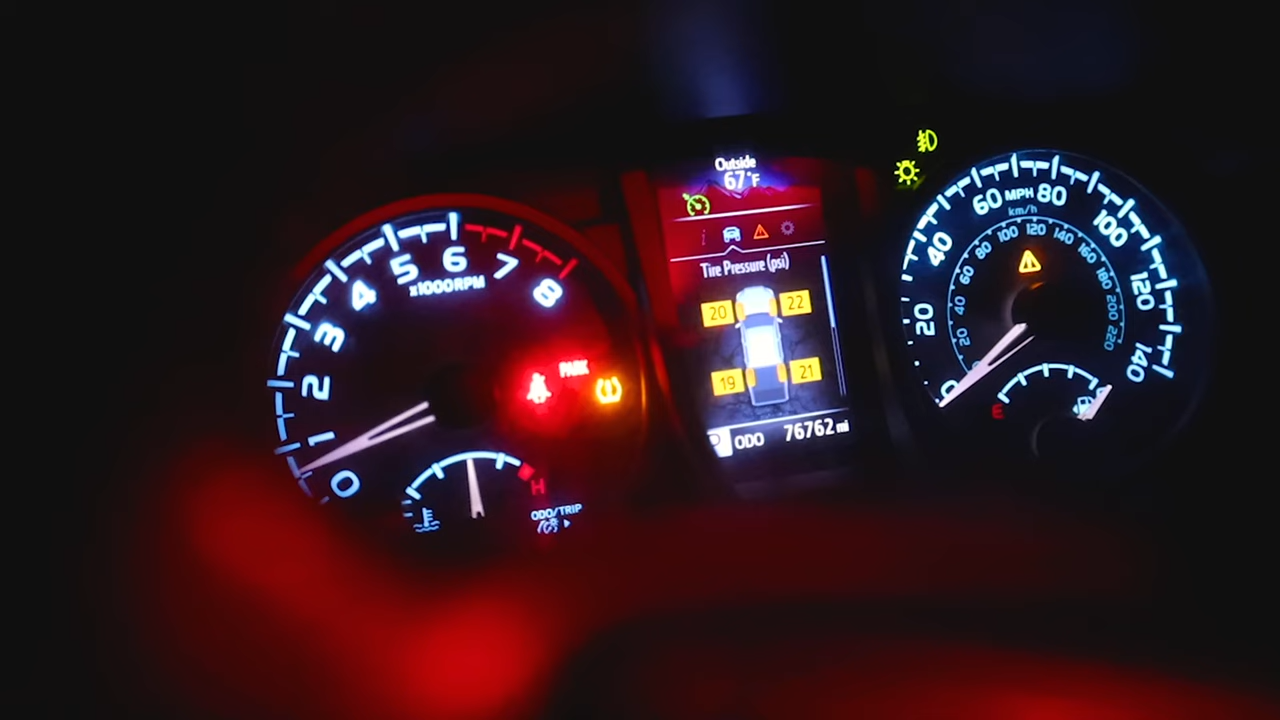 Outside
67°F
Tire Pressure (psi)
20 22
19 21
P ODO 76762 mi
0
1
2
3
4
5
6
7
8
x1000RPM
PARK
H
ODO/TRIP
0
20
40
60
MPH
80
100
120
140
km/h
20
40
60
80
100
120
140
160
180
200
220
E